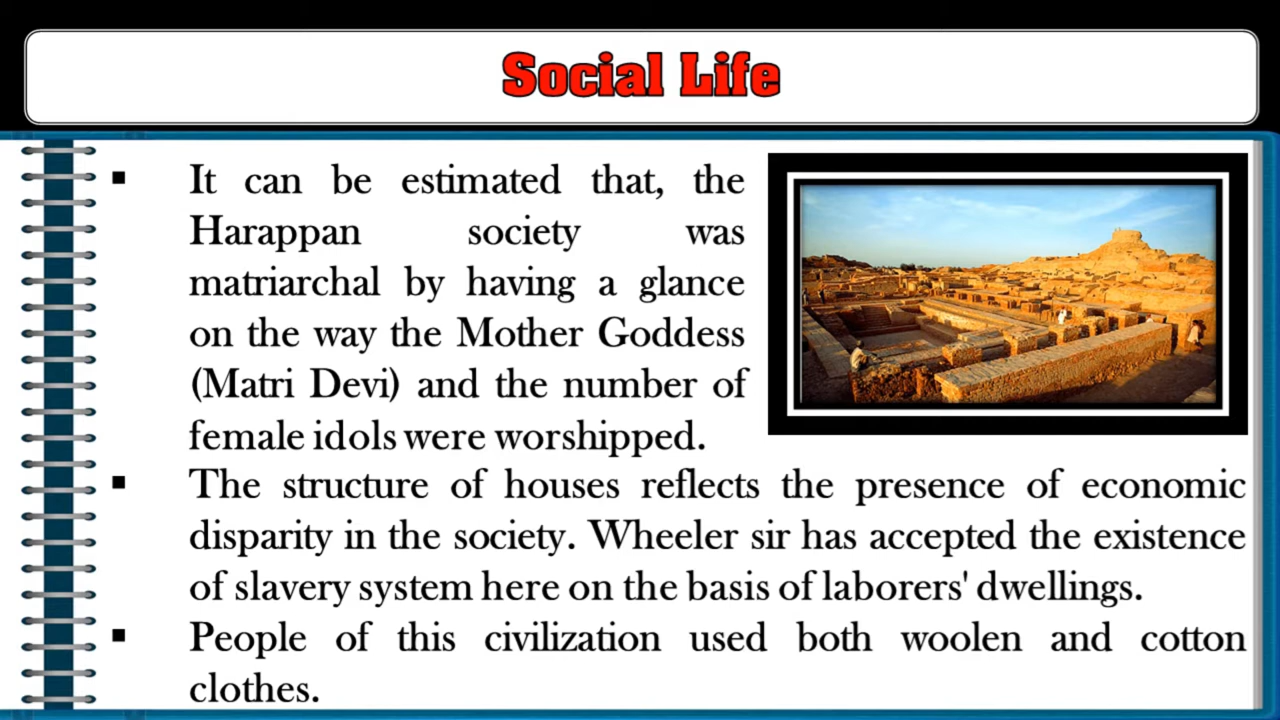 Social Life
▪ It can be estimated that, the
Harappan society was
matriarchal by having a glance
on the way the Mother Goddess
(Matri Devi) and the number of
female idols were worshipped.
▪ The structure of houses reflects the presence of economic
disparity in the society. Wheeler sir has accepted the existence
of slavery system here on the basis of laborers' dwellings.
▪ People of this civilization used both woolen and cotton
clothes.